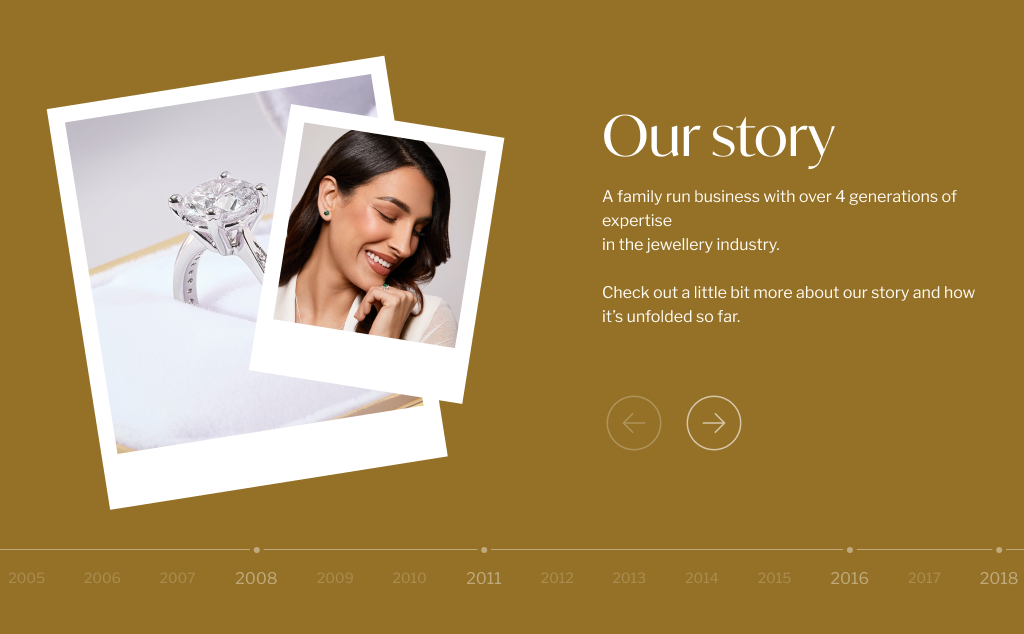 Our story
A family run business with over 4 generations of
expertise
in the jewellery industry.
Check out a little bit more about our story and how
it’s unfolded so far.
2005 2006 2007 2008 2009 2010 2011 2012 2013 2014 2015 2016 2017 2018